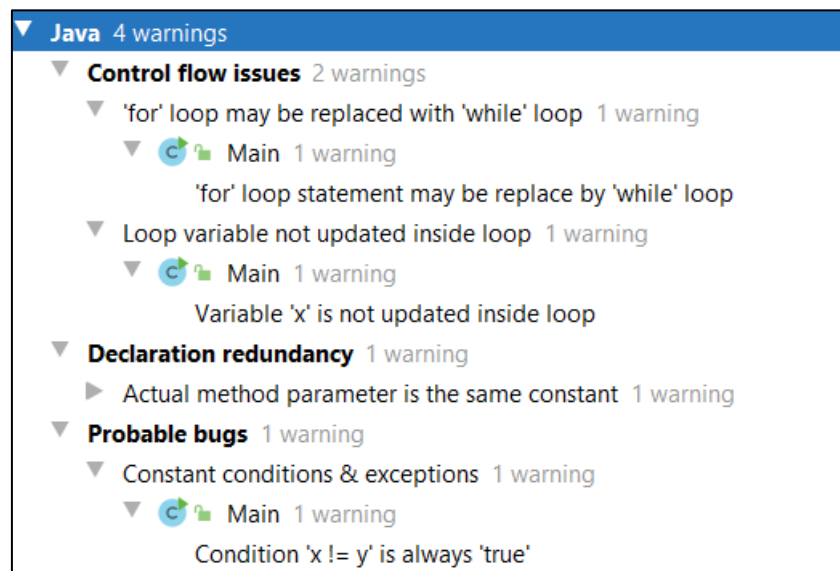 Java 4 warnings
Control flow issues 2 warnings
'for' loop may be replaced with 'while' loop 1 warning
C Main 1 warning
'for' loop statement may be replace by 'while' loop
Loop variable not updated inside loop 1 warning
C Main 1 warning
Variable 'x' is not updated inside loop
Declaration redundancy 1 warning
Actual method parameter is the same constant 1 warning
Probable bugs 1 warning
Constant conditions & exceptions 1 warning
C Main 1 warning
Condition 'x != y' is always 'true'